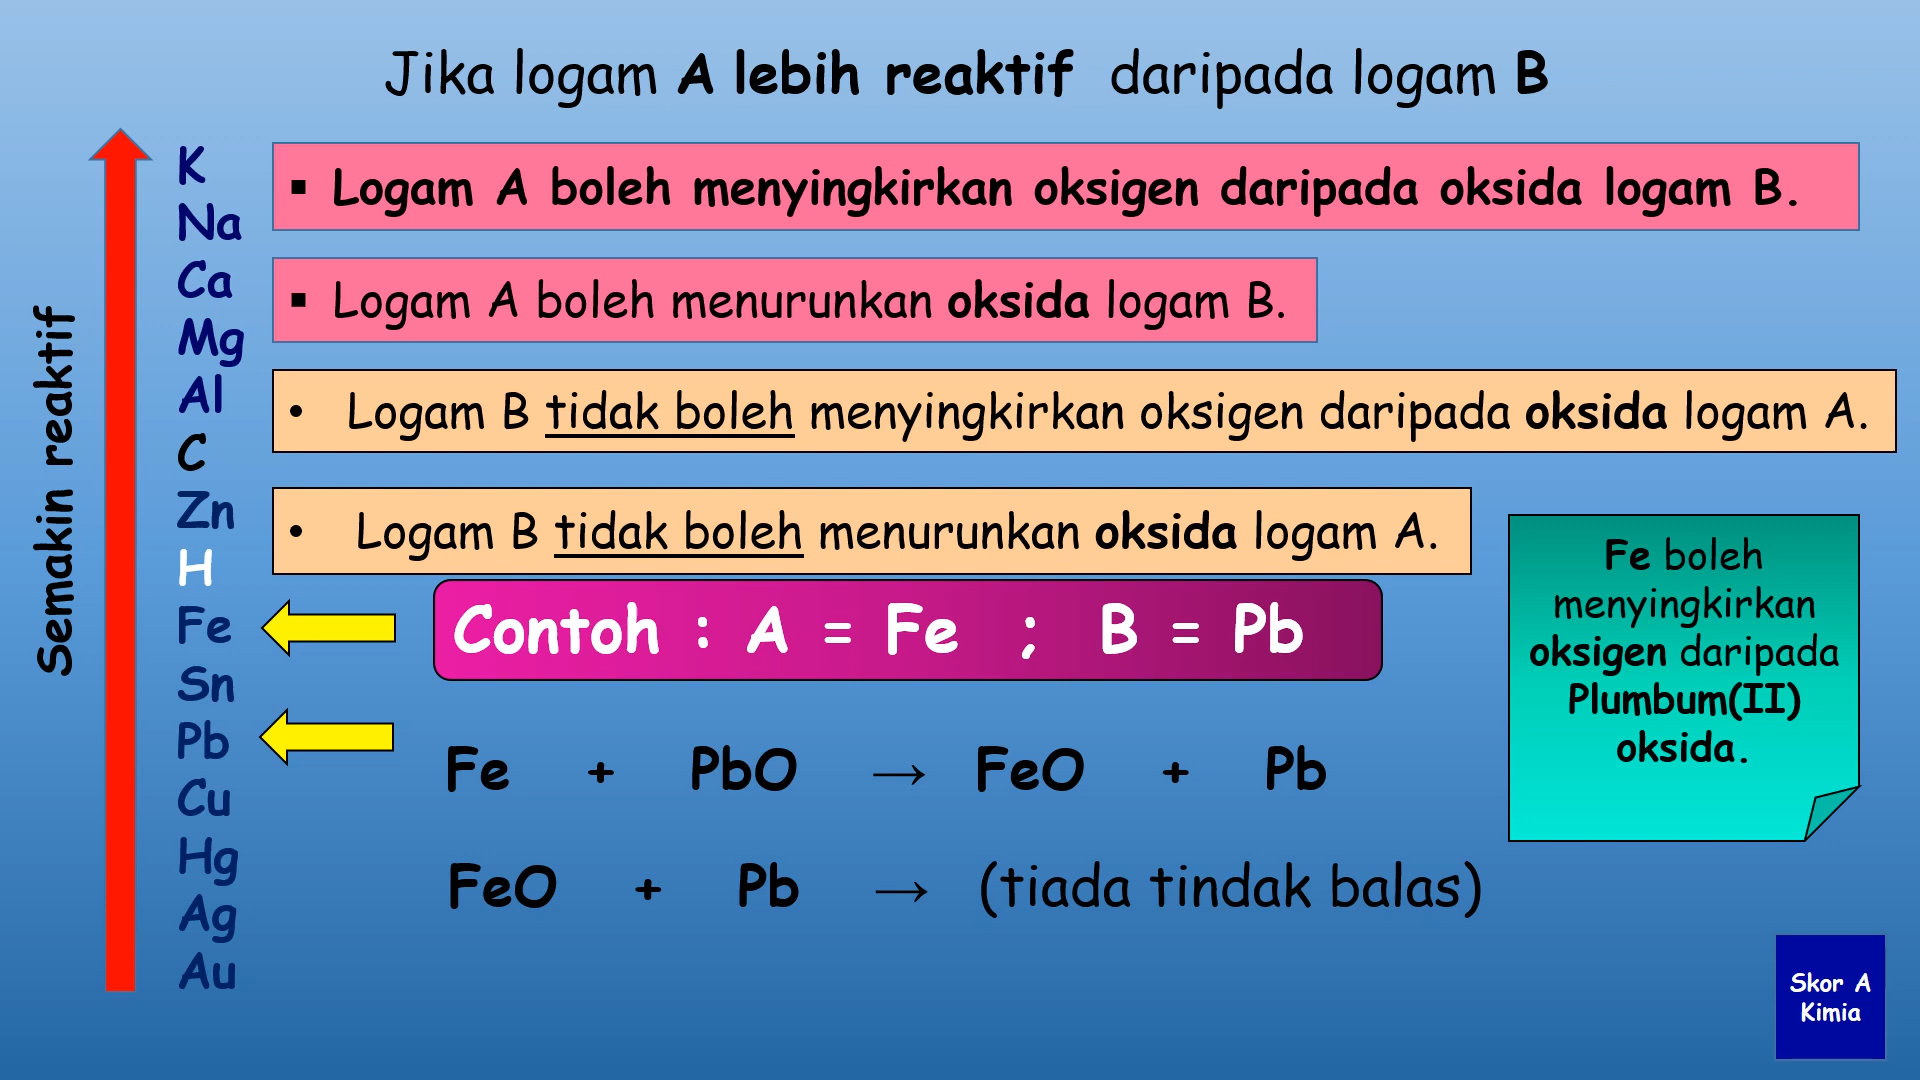 Jika logam A lebih reaktif daripada logam B
Semakin reaktif
K
Na
Ca
Mg
Al
C
Zn
H
Fe
Sn
Pb
Cu
Hg
Ag
Au
▪ Logam A boleh menyingkirkan oksigen daripada oksida logam B.
▪ Logam A boleh menurunkan oksida logam B.
• Logam B tidak boleh menyingkirkan oksigen daripada oksida logam A.
• Logam B tidak boleh menurunkan oksida logam A.
Contoh : A = Fe ; B = Pb
Fe + PbO → FeO + Pb
FeO + Pb → (tiada tindak balas)
Fe boleh
menyingkirkan
oksigen daripada
Plumbum(II)
oksida.
Skor A
Kimia